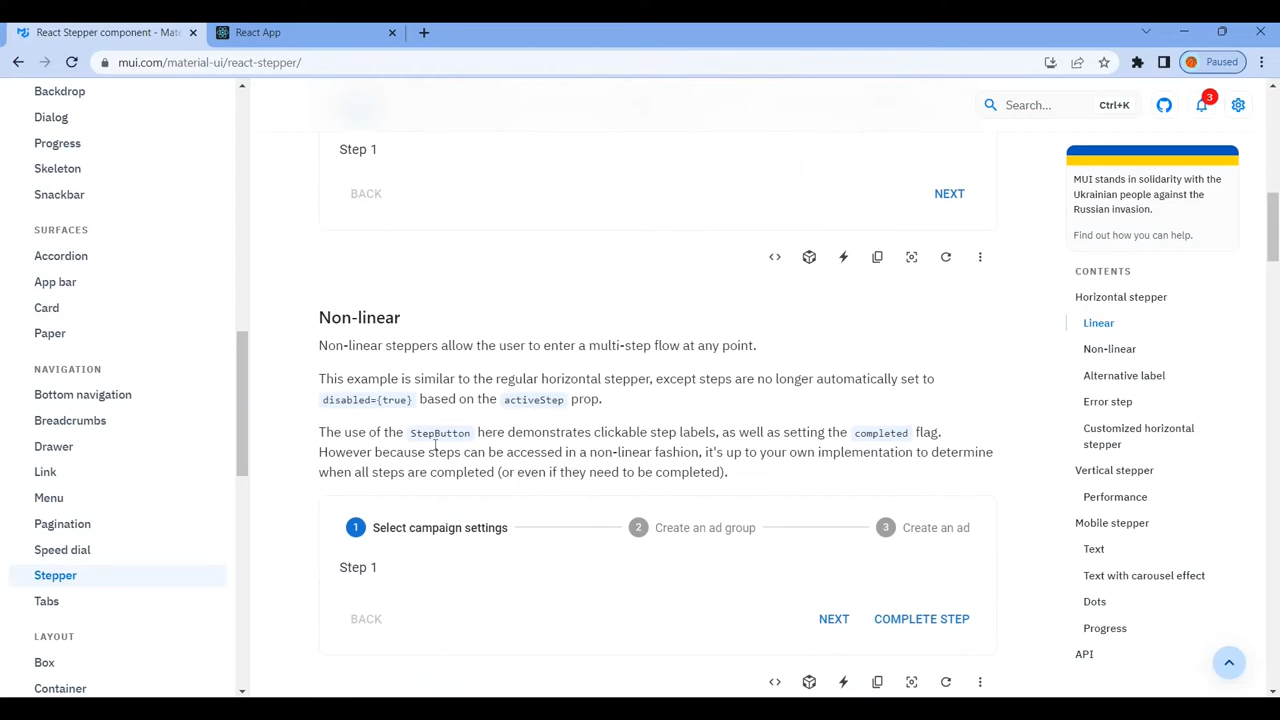 React Stepper component - Mate
React App
mui.com/material-ui/react-stepper/
Paused
Backdrop
Dialog
Progress
Skeleton
Snackbar
SURFACES
Accordion
App bar
Card
Paper
NAVIGATION
Bottom navigation
Breadcrumbs
Drawer
Link
Menu
Pagination
Speed dial
Stepper
Tabs
LAYOUT
Box
Container
Search...
Ctrl+K
3
Step 1
BACK
NEXT
Non-linear
Non-linear steppers allow the user to enter a multi-step flow at any point.
This example is similar to the regular horizontal stepper, except steps are no longer automatically set to
disabled={true} based on the activeStep prop.
The use of the StepButton here demonstrates clickable step labels, as well as setting the completed flag.
However because steps can be accessed in a non-linear fashion, it's up to your own implementation to determine
when all steps are completed (or even if they need to be completed).
1 Select campaign settings
2 Create an ad group
3 Create an ad
Step 1
BACK
NEXT
COMPLETE STEP
MUI stands in solidarity with the
Ukrainian people against the
Russian invasion.
Find out how you can help.
CONTENTS
Horizontal stepper
Linear
Non-linear
Alternative label
Error step
Customized horizontal
stepper
Vertical stepper
Performance
Mobile stepper
Text
Text with carousel effect
Dots
Progress
API